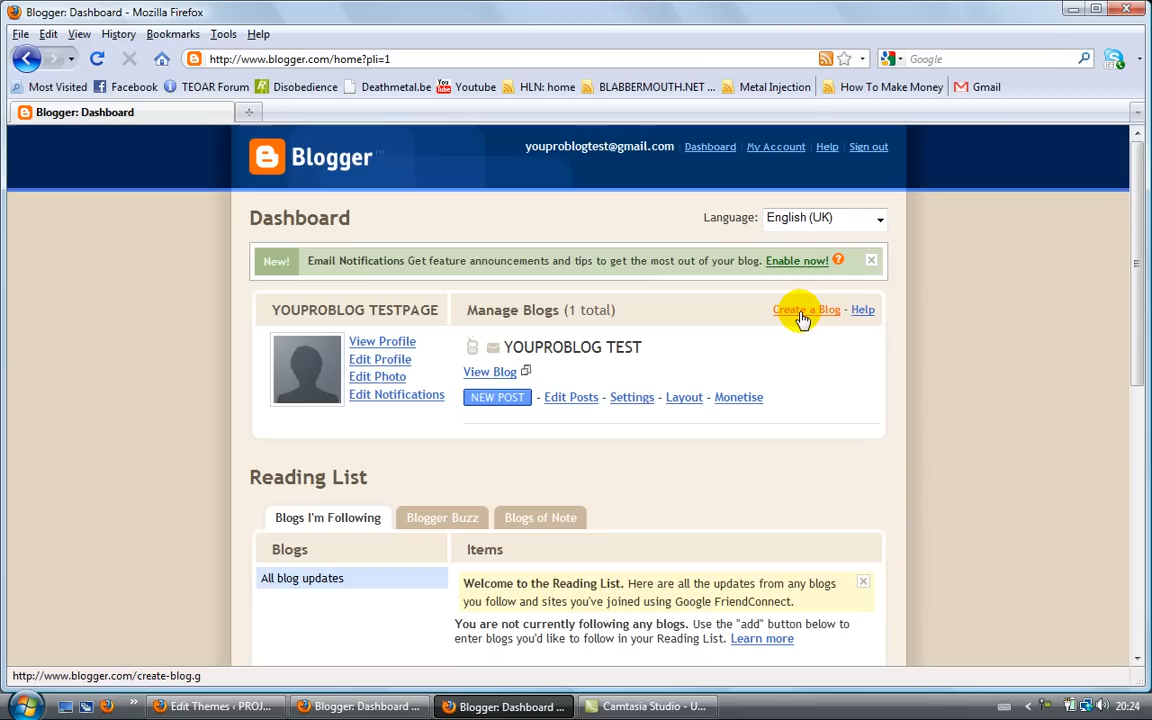 Blogger: Dashboard - Mozilla Firefox
File Edit View History Bookmarks Tools Help
http://www.blogger.com/home?pli=1
Google
Most Visited Facebook TEOAR Forum Disobedience Deathmetal.be Youtube HLN: home BLABBERMOUTH.NET ... Metal Injection How To Make Money Gmail
Blogger: Dashboard
Blogger™
youproblogtest@gmail.com Dashboard My Account Help Sign out
Dashboard
Language: English (UK)
New! Email Notifications Get feature announcements and tips to get the most out of your blog. Enable now!
YOUPROBLOG TESTPAGE
Manage Blogs (1 total)
Create a Blog - Help
View Profile
Edit Profile
Edit Photo
Edit Notifications
YOUPROBLOG TEST
View Blog
NEW POST - Edit Posts - Settings - Layout - Monetise
Reading List
Blogs I'm Following Blogger Buzz Blogs of Note
Blogs
Items
All blog updates
Welcome to the Reading List. Here are all the updates from any blogs
you follow and sites you've joined using Google FriendConnect.
You are not currently following any blogs. Use the "add" button below to
enter blogs you'd like to follow in your Reading List. Learn more
http://www.blogger.com/create-blog.g
Edit Themes ‹ PROJ... Blogger: Dashboard ... Blogger: Dashboard ... Camtasia Studio - U... 20:24